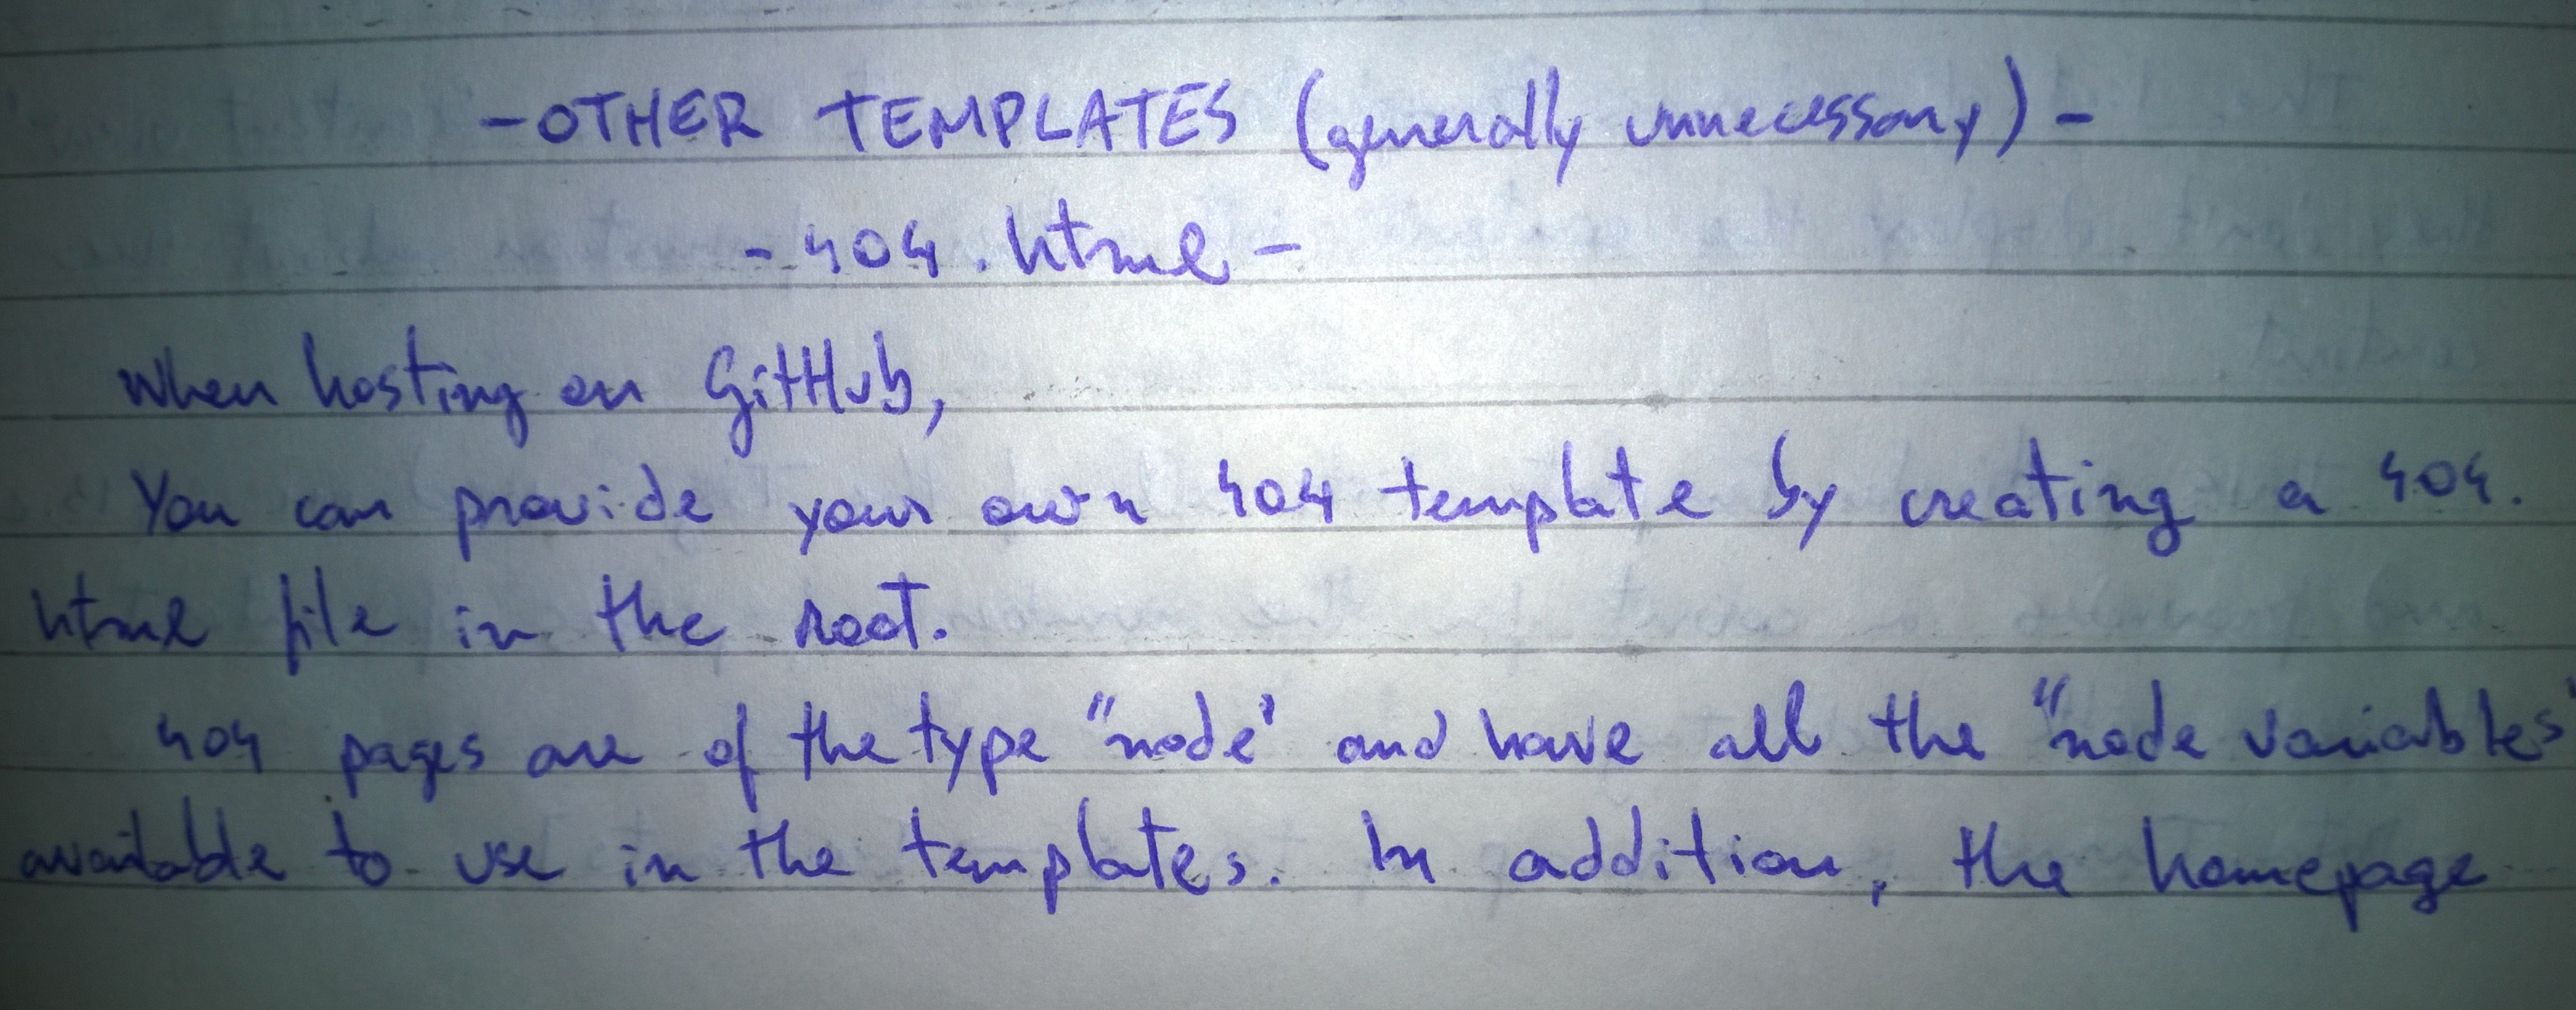 -OTHER TEMPLATES (generally unnecessary)-
-404.html-
When hosting on GitHub,
You can provide your own 404 template by creating a 404.
html file in the root.
404 pages are of the type "node" and have all the "node variables"
available to use in the templates. In addition, the homepage